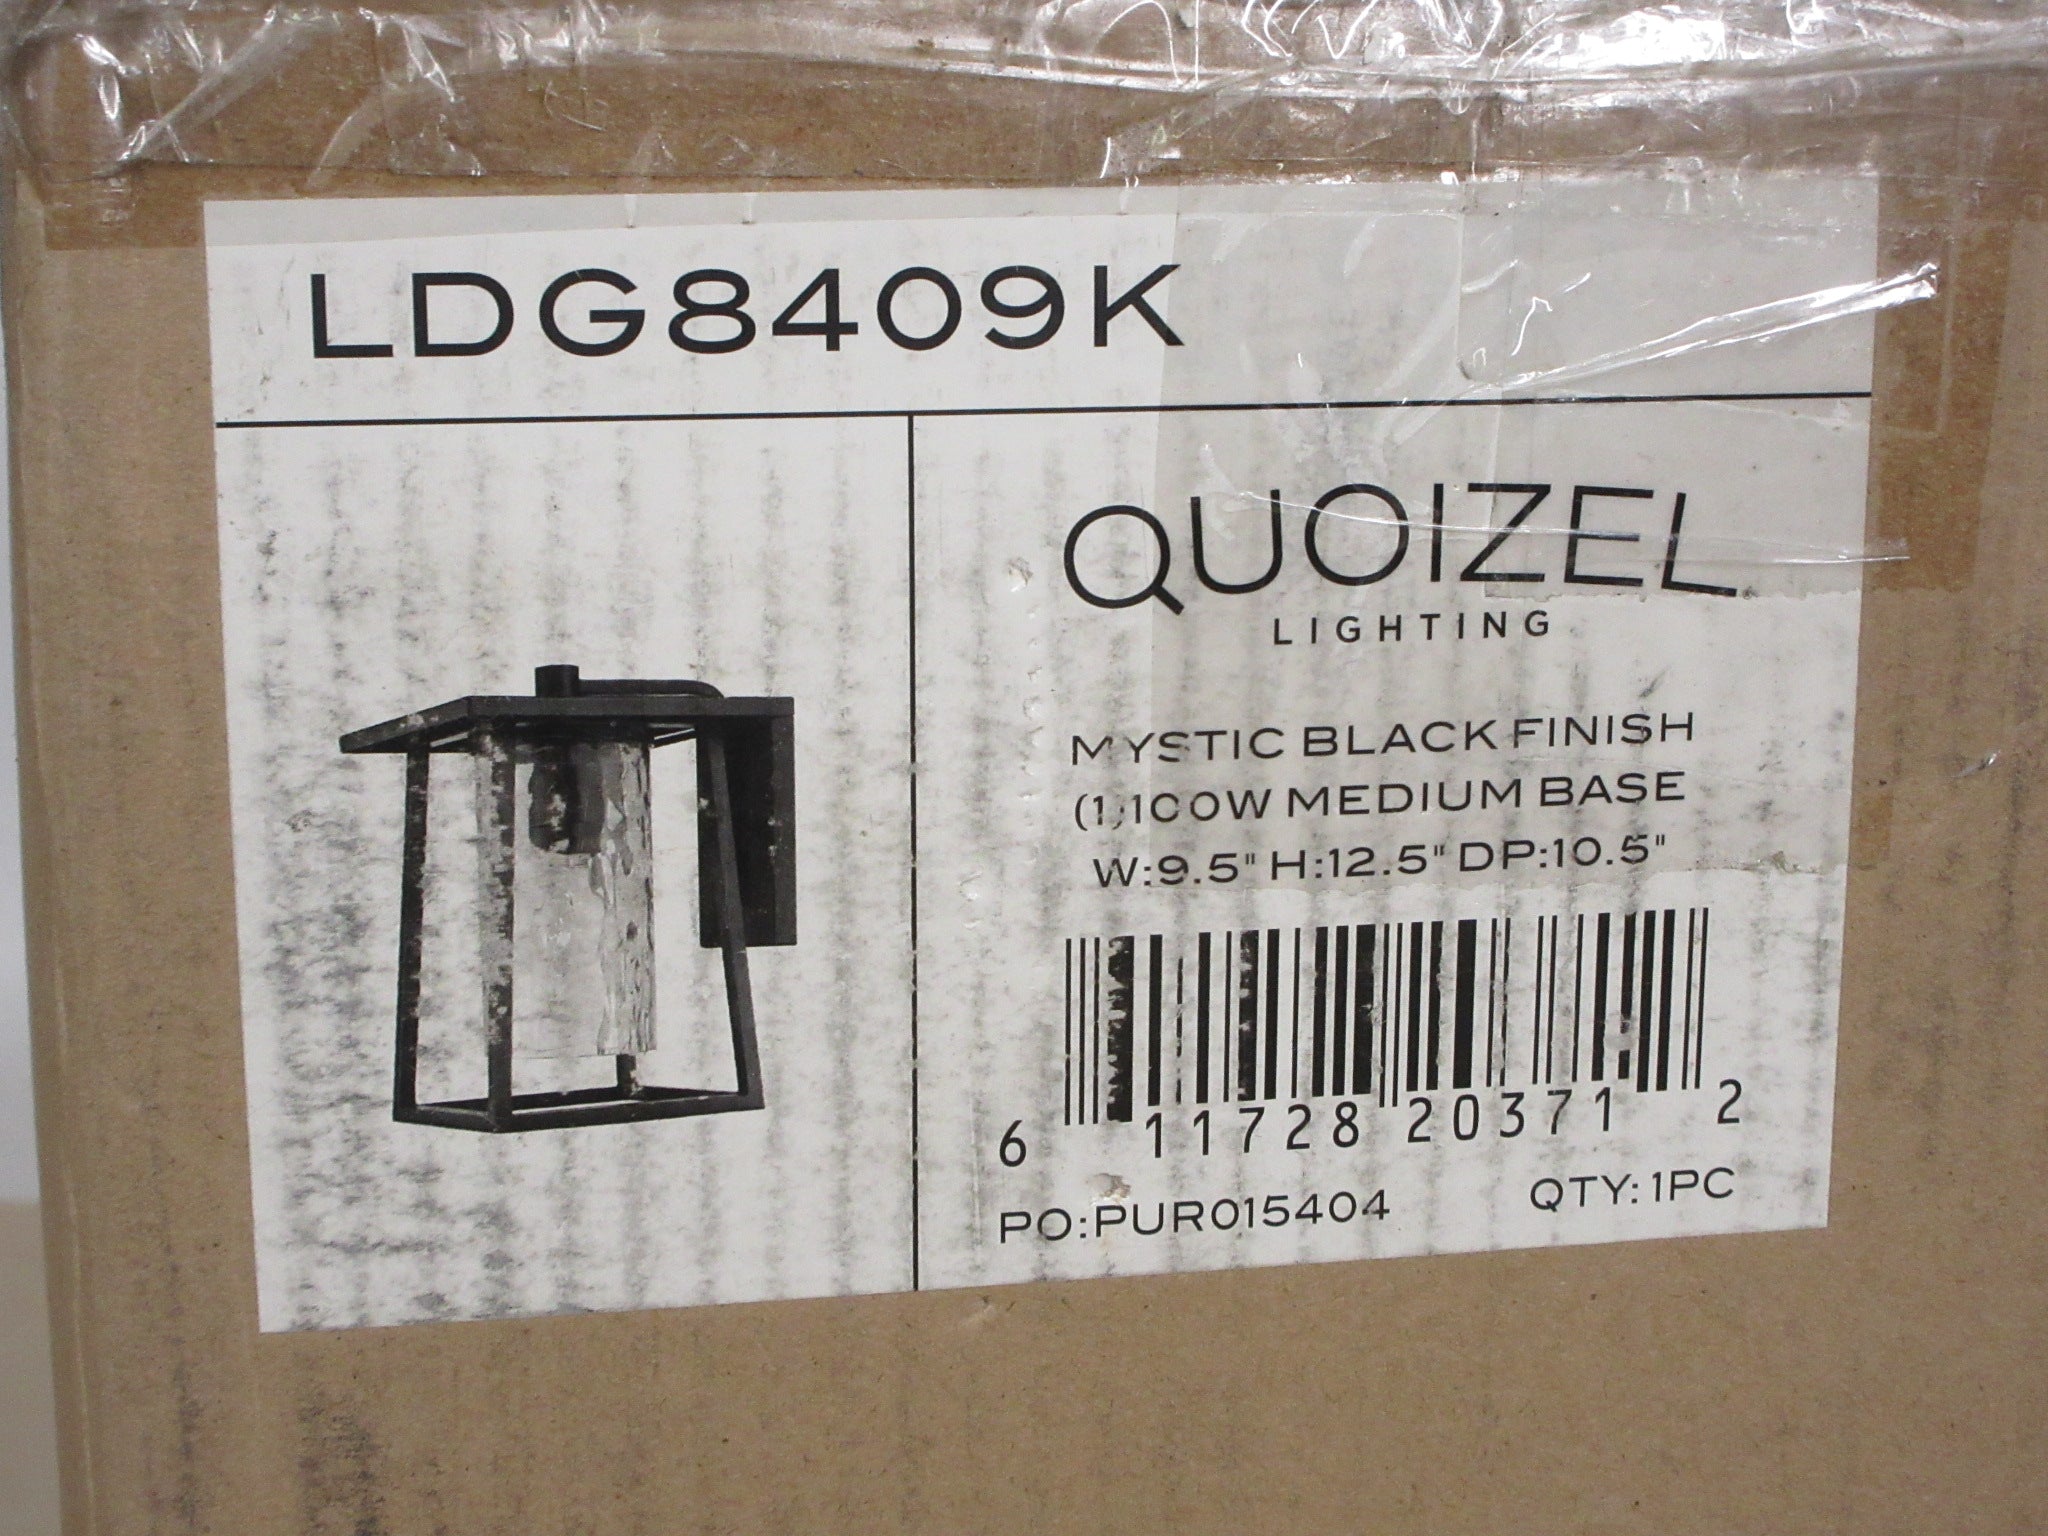 LDG8409K
QUOIZEL
LIGHTING
MYSTIC BLACK FINISH
(1)100W MEDIUM BASE
W:9.5" H:12.5" DP:10.5"
6 11728 20371 2
PO:PUR015404 QTY: 1PC